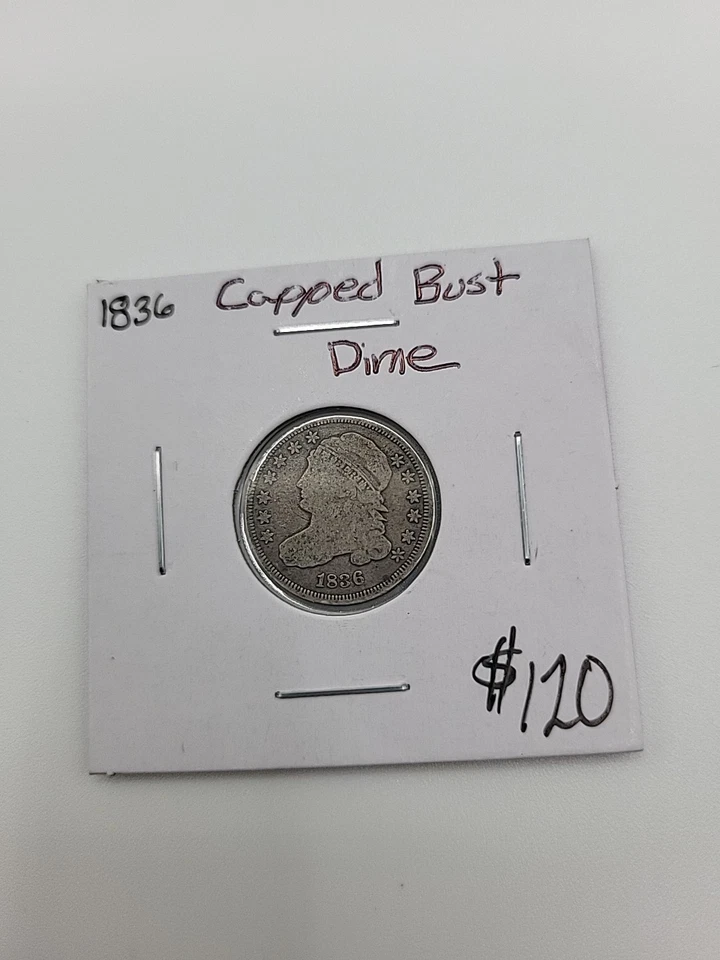 1836 Capped Bust
Dime
LIBERTY
1836
$120